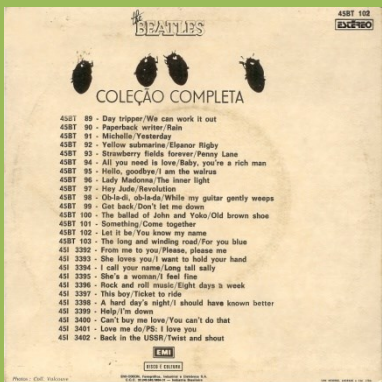 45BT 102
ESTÉREO
the
BEATLES
COLEÇÃO COMPLETA
45BT 89 - Day tripper/We can work it out
45BT 90 - Paperback writer/Rain
45BT 91 - Michelle/Yesterday
45BT 92 - Yellow submarine/Eleanor Rigby
45BT 93 - Strawberry fields forever/Penny Lane
45BT 94 - All you need is love/Baby, you're a rich man
45BT 95 - Hello, goodbye/I am the walrus
45BT 96 - Lady Madonna/The inner light
45BT 97 - Hey Jude/Revolution
45BT 98 - Ob-la-di, ob-la-da/While my guitar gently weeps
45BT 99 - Get back/Don't let me down
45BT 100 - The ballad of John and Yoko/Old brown shoe
45BT 101 - Something/Come together
45BT 102 - Let it be/You know my name
45BT 103 - The long and winding road/For you blue
45I 3392 - From me to you/Please, please me
45I 3393 - She loves you/I want to hold your hand
45I 3394 - I call your name/Long tall sally
45I 3395 - She's a woman/I feel fine
45I 3396 - Rock and roll music/Eight days a week
45I 3397 - This boy/Ticket to ride
45I 3398 - A hard day's night/I should have known better
45I 3399 - Help/I'm down
45I 3400 - Can't buy me love/You can't do that
45I 3401 - Love me do/PS: I love you
45I 3402 - Back in the USSR/Twist and shout
EMI
DISCO É CULTURA